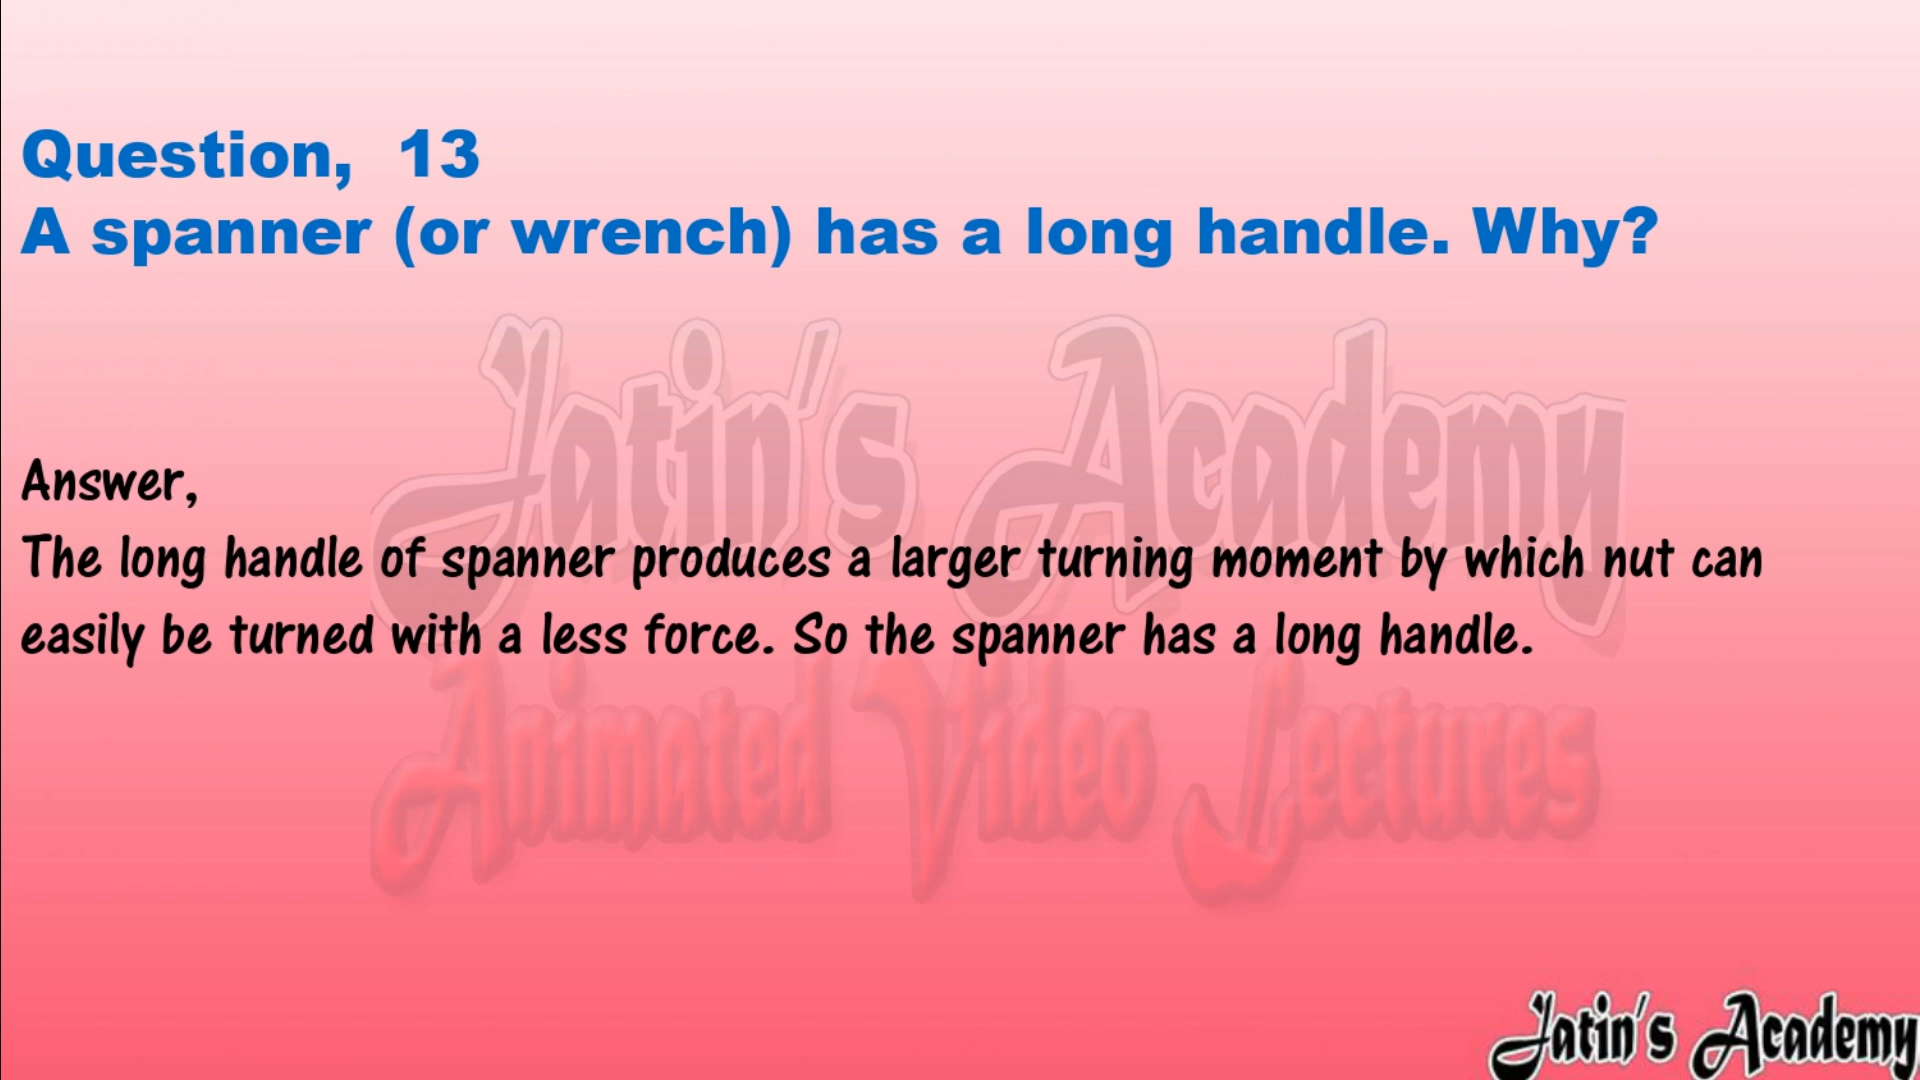 Question, 13
A spanner (or wrench) has a long handle. Why?
Jatin's Academy
Answer,
The long handle of spanner produces a larger turning moment by which nut can
easily be turned with a less force. So the spanner has a long handle.
Animated Video Lectures
Jatin's Academy